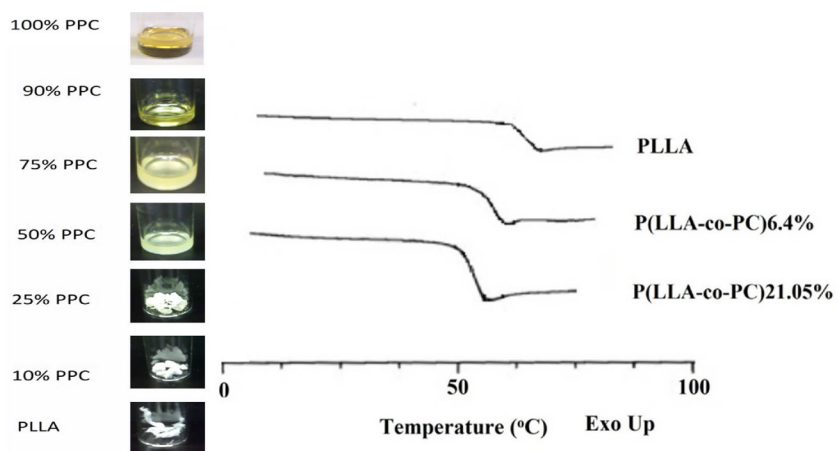 100% PPC
90% PPC
75% PPC
50% PPC
25% PPC
10% PPC
PLLA
PLLA
P(LLA-co-PC)6.4%
P(LLA-co-PC)21.05%
0 50 100
Temperature (ºC) Exo Up